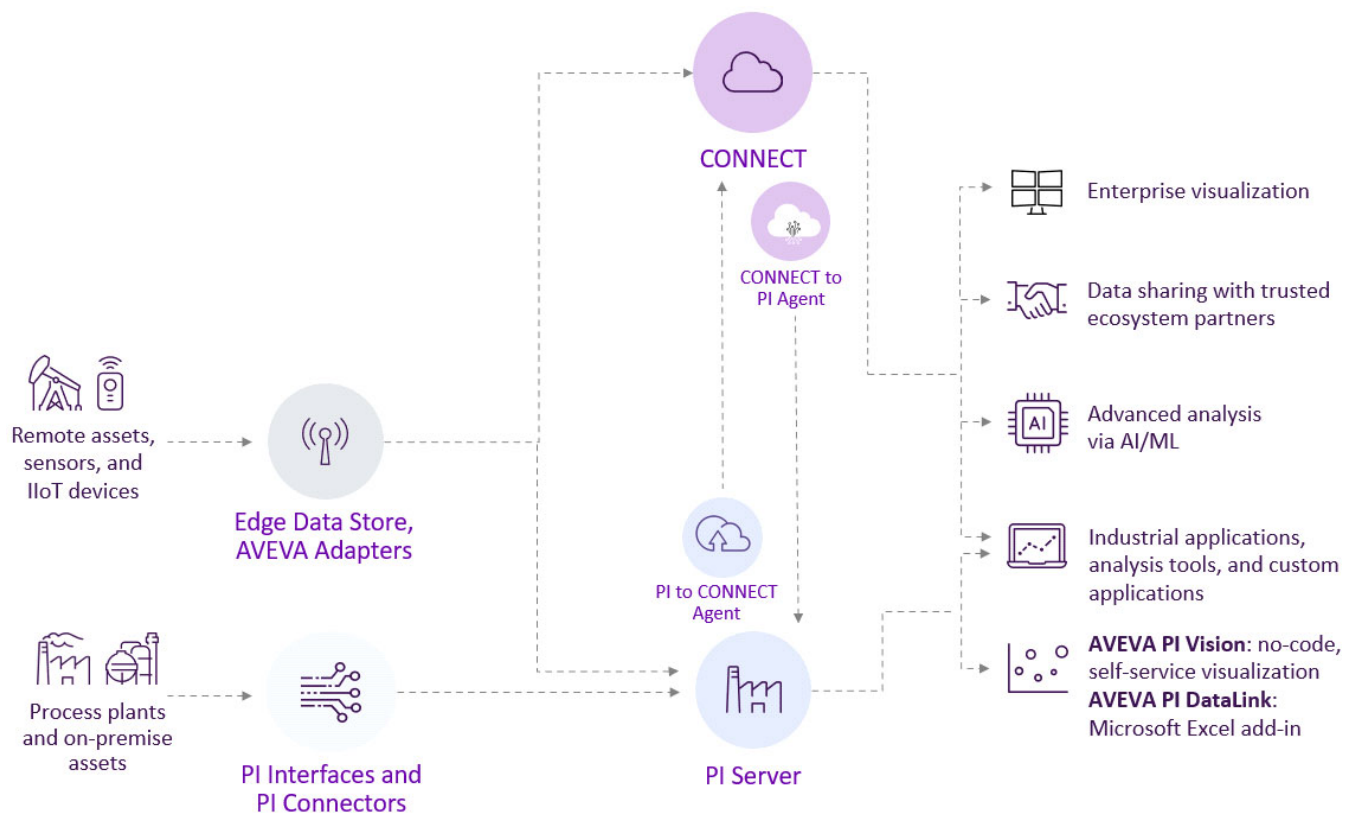 CONNECT
CONNECT to
PI Agent
Enterprise visualization
Data sharing with trusted
ecosystem partners
AI
Advanced analysis
via AI/ML
Remote assets,
sensors, and
IIoT devices
Edge Data Store,
AVEVA Adapters
PI to CONNECT
Agent
Industrial applications,
analysis tools, and custom
applications
Process plants
and on-premise
assets
PI Interfaces and
PI Connectors
PI Server
AVEVA PI Vision: no-code,
self-service visualization
AVEVA PI DataLink:
Microsoft Excel add-in